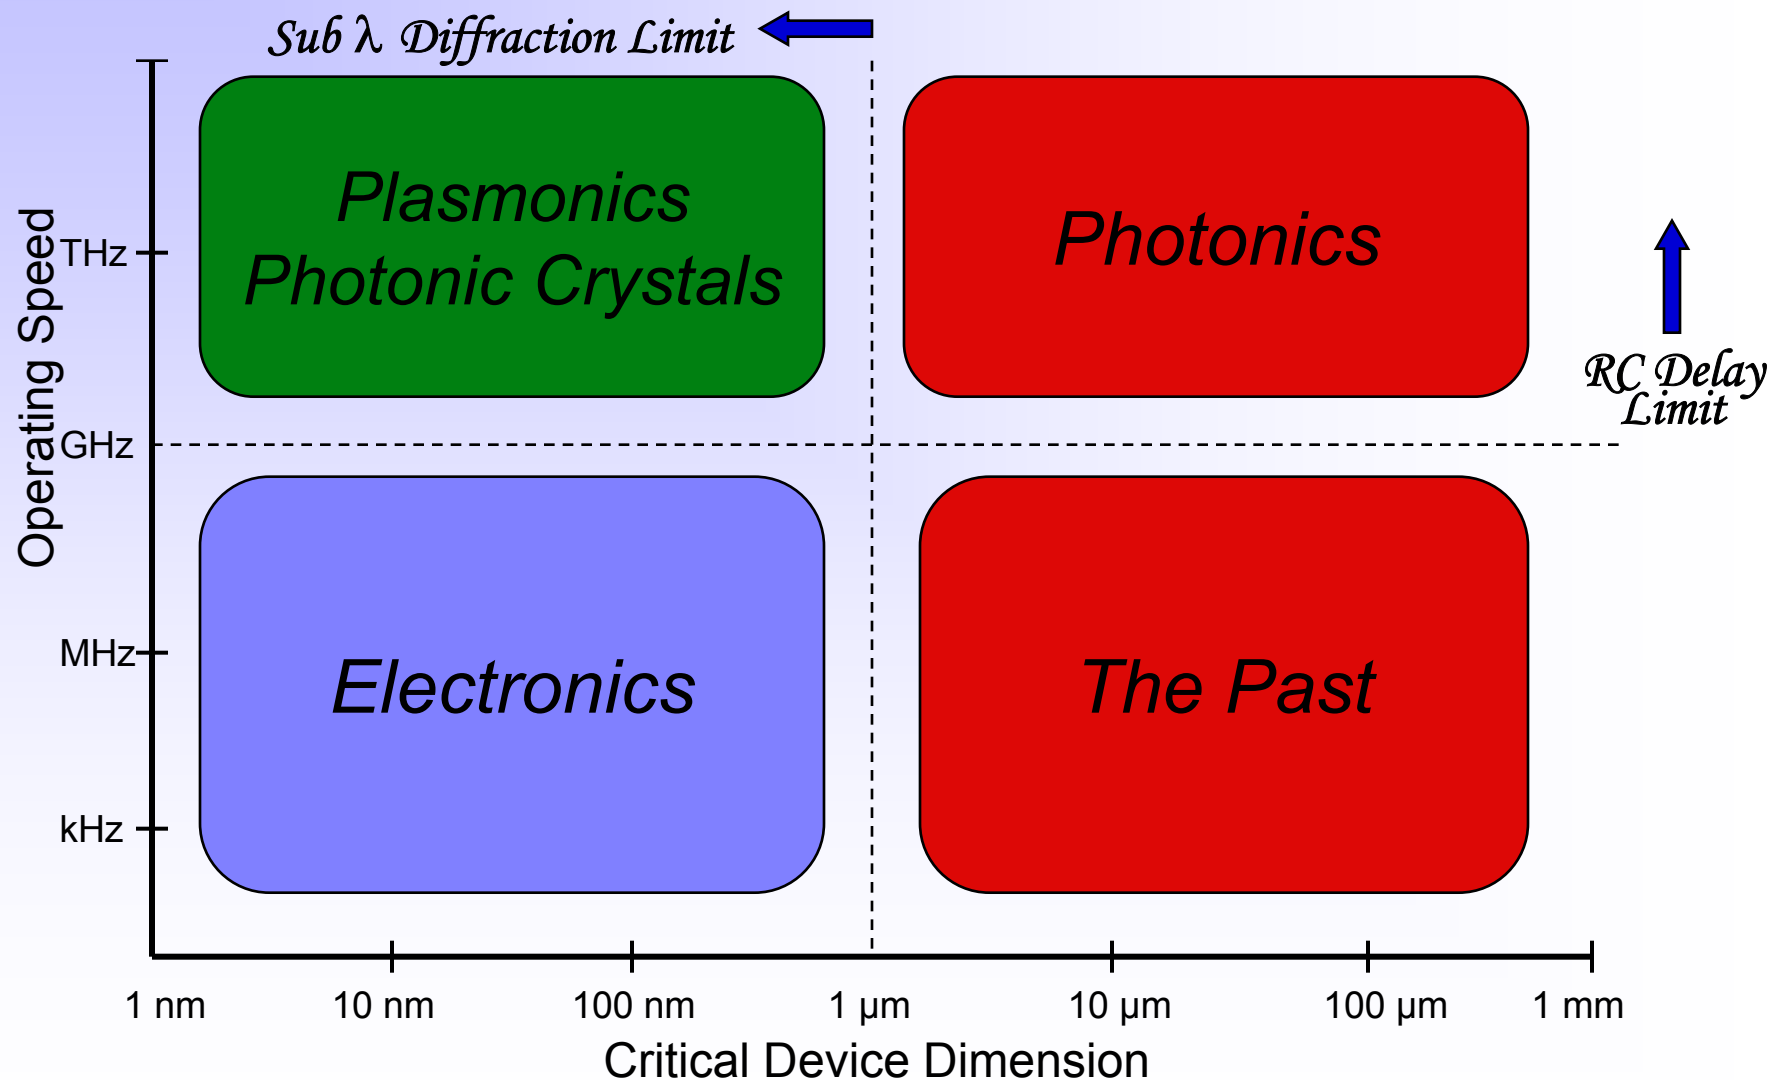 Sub λ Diffraction Limit
Plasmonics
Photonic Crystals
Photonics
RC Delay
Limit
Electronics
The Past
Operating Speed
THz
GHz
MHz
kHz
1 nm
10 nm
100 nm
1 µm
10 µm
100 µm
1 mm
Critical Device Dimension